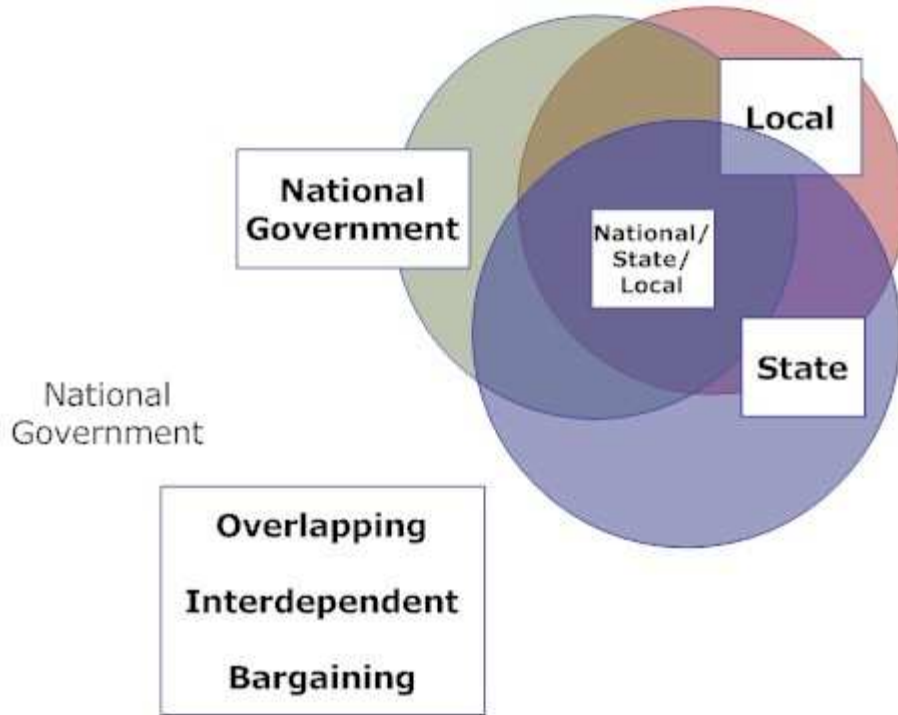 Local
National
Government
National/
State/
Local
State
National
Government
Overlapping
Interdependent
Bargaining